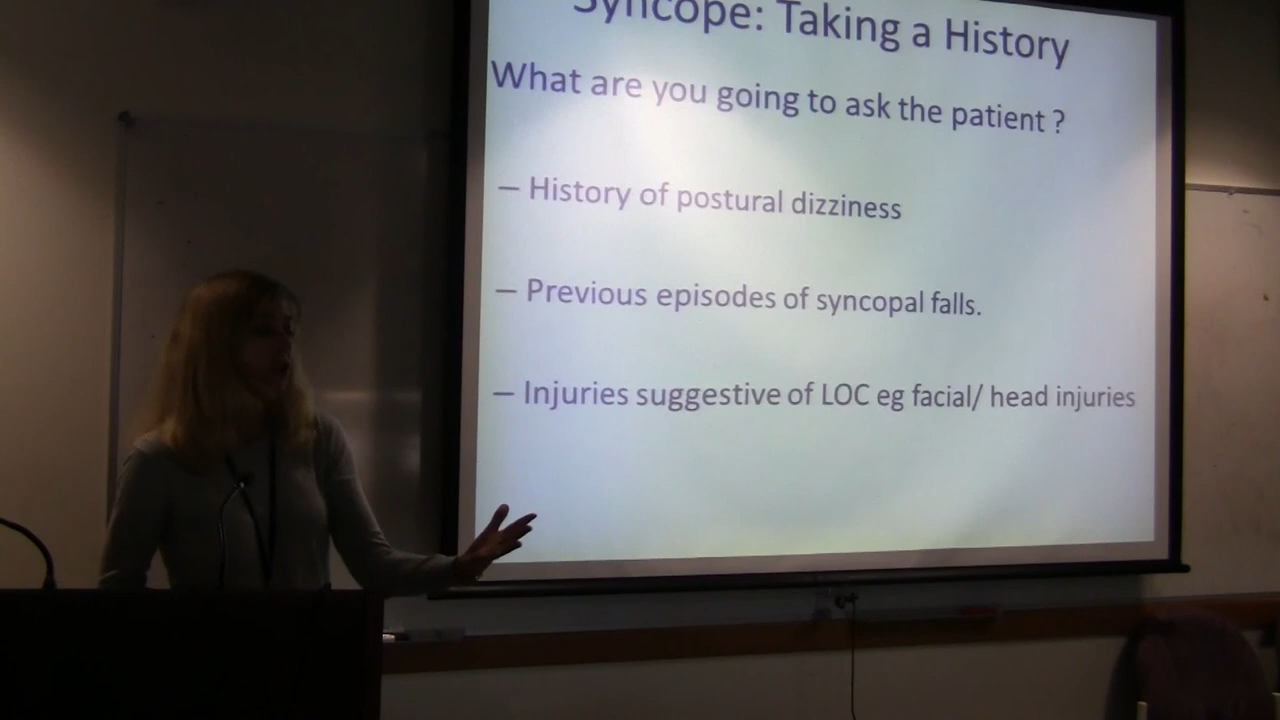 Syncope: Taking a History
What are you going to ask the patient ?
– History of postural dizziness
– Previous episodes of syncopal falls.
– Injuries suggestive of LOC eg facial/ head injuries